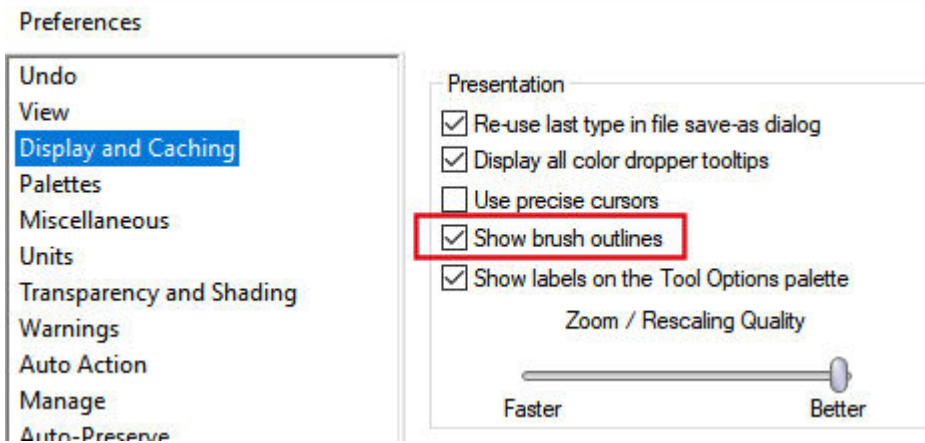 Preferences
Undo
View
Display and Caching
Palettes
Miscellaneous
Units
Transparency and Shading
Warnings
Auto Action
Manage
Auto-Preserve
Presentation
Re-use last type in file save-as dialog
Display all color dropper tooltips
Use precise cursors
Show brush outlines
Show labels on the Tool Options palette
Zoom / Rescaling Quality
Faster Better